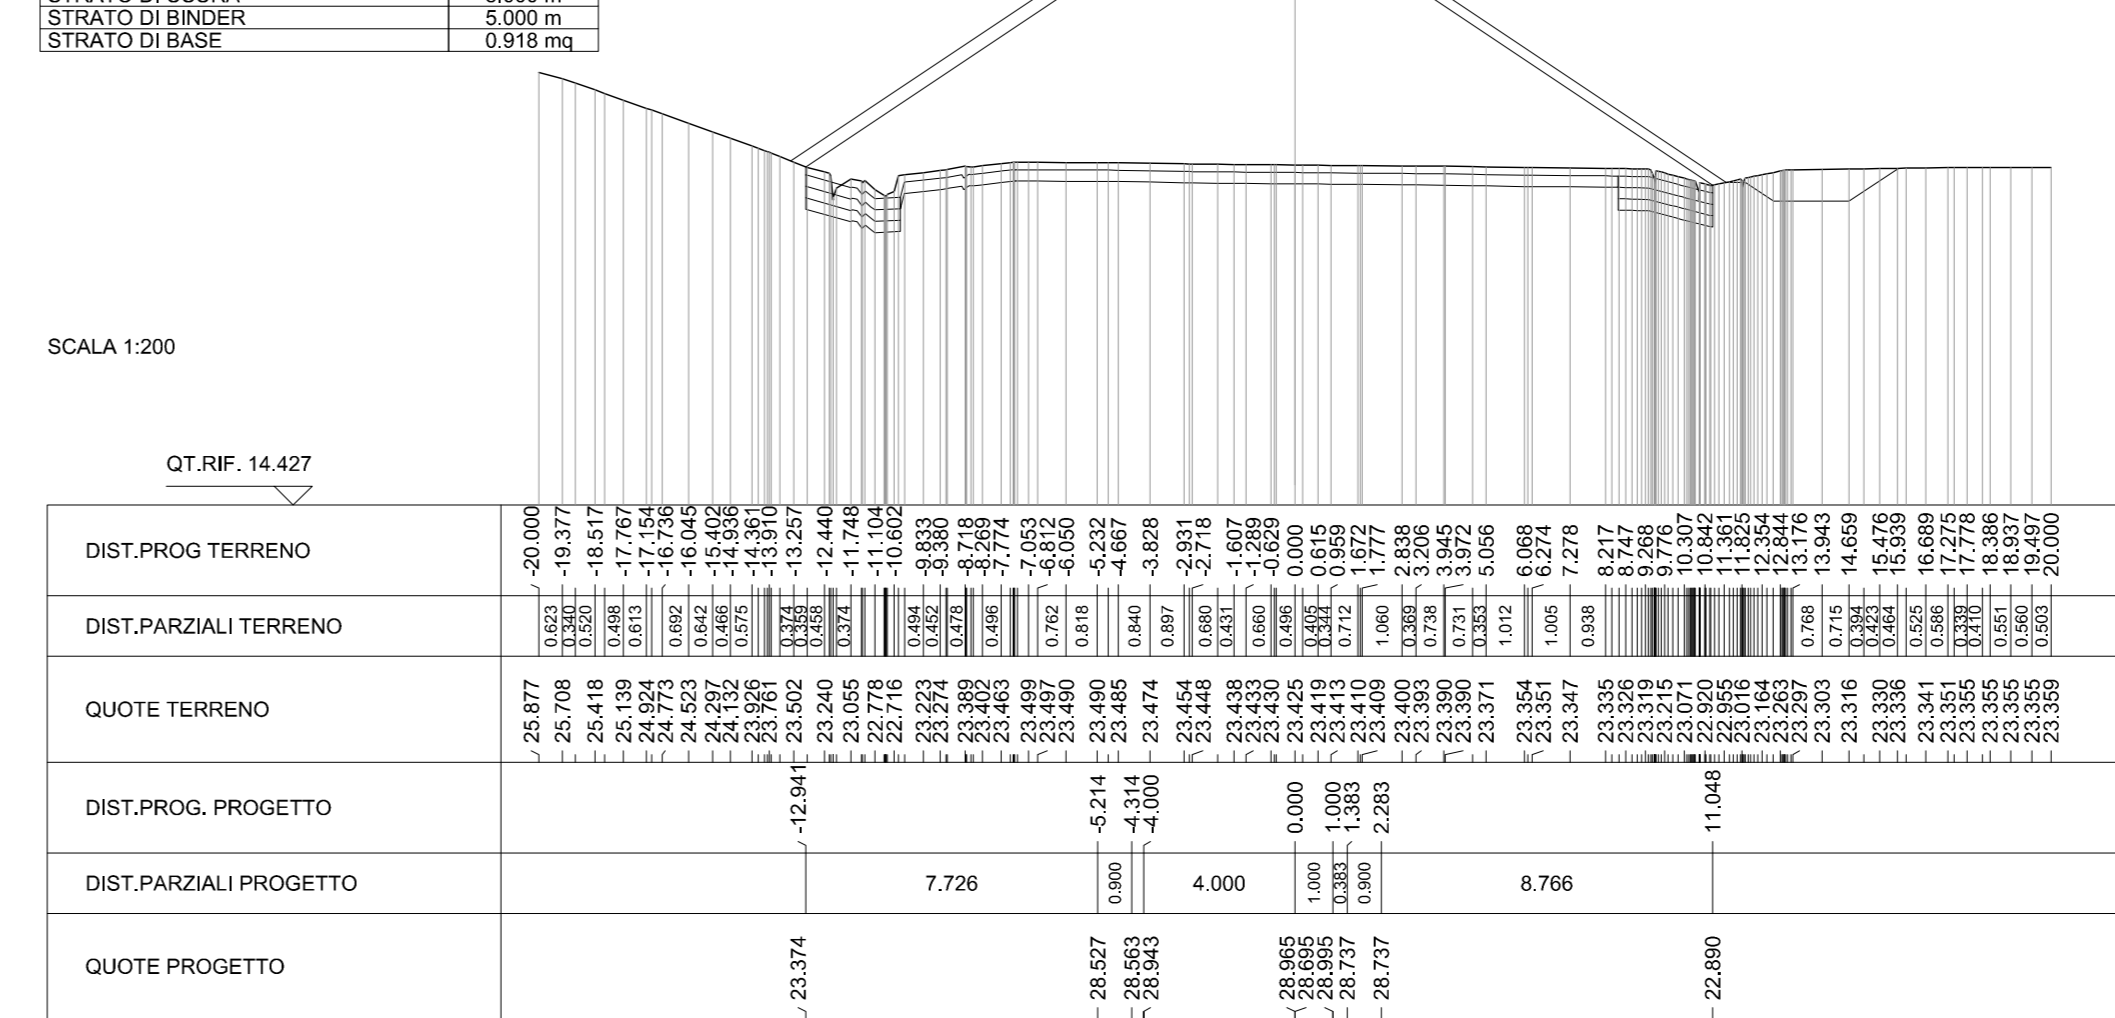 STRATO DI BINDER 5.000 m
STRATO DI BASE 0.918 mq
SCALA 1:200
QT.RIF. 14.427
DIST.PROG TERRENO -20.000 -19.377 -18.517 -17.767 -17.154 -16.736 -16.045 -15.402 -14.936 -14.361 -13.910 -13.257 -12.440 -11.748 -11.104 -10.602 -9.833 -9.380 -8.718 -8.269 -7.774 -7.053 -6.812 -6.050 -5.232 -4.667 -3.828 -2.931 -2.718 -1.607 -1.289 -0.629 0.000 0.615 0.959 1.672 1.777 2.838 3.206 3.945 3.972 5.056 6.068 6.274 7.278 8.217 8.747 9.268 9.776 10.307 10.842 11.361 11.825 12.354 12.844 13.176 13.943 14.659 15.476 15.939 16.689 17.275 17.778 18.386 18.937 19.497 20.000
DIST.PARZIALI TERRENO 0.623 0.340 0.520 0.498 0.613 0.692 0.642 0.466 0.575 0.374 0.359 0.458 0.374 0.494 0.452 0.478 0.496 0.762 0.818 0.840 0.897 0.680 0.431 0.660 0.496 0.405 0.344 0.712 1.060 0.369 0.738 0.731 0.353 1.012 1.005 0.938 0.768 0.715 0.394 0.423 0.464 0.525 0.586 0.339 0.410 0.551 0.560 0.503
QUOTE TERRENO 25.877 25.708 25.418 25.139 24.924 24.773 24.523 24.297 24.132 23.926 23.761 23.502 23.240 23.055 22.778 22.716 23.223 23.274 23.389 23.402 23.463 23.499 23.497 23.490 23.490 23.485 23.474 23.454 23.448 23.438 23.433 23.430 23.425 23.419 23.413 23.410 23.409 23.400 23.393 23.390 23.390 23.371 23.354 23.351 23.347 23.335 23.326 23.319 23.215 23.071 22.920 22.955 23.016 23.164 23.263 23.297 23.303 23.316 23.330 23.336 23.341 23.351 23.355 23.355 23.355 23.355 23.359
DIST.PROG. PROGETTO -12.941 -5.214 -4.314 -4.000 0.000 1.000 1.383 2.283 11.048
DIST.PARZIALI PROGETTO 7.726 0.900 4.000 1.000 0.383 0.900 8.766
QUOTE PROGETTO 23.374 28.527 28.563 28.943 28.965 28.695 28.995 28.737 28.737 22.890